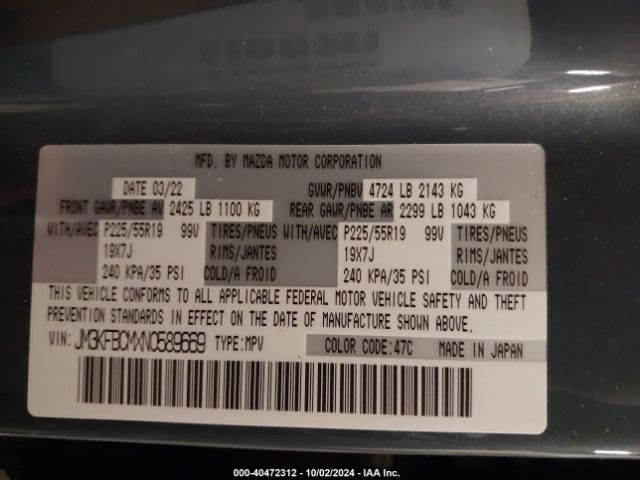 MFD. BY MAZDA MOTOR CORPORATION
DATE 03/22 GVWR/PNBV 4724 LB 2143 KG
FRONT GAWR/PNBE AV 2425 LB 1100 KG REAR GAWR/PNBE AR 2299 LB 1043 KG
WITH/AVEC P225/55R19 99V TIRES/PNEUS WITH/AVEC P225/55R19 99V TIRES/PNEUS
19X7J RIMS/JANTES 19X7J RIMS/JANTES
240 KPA/35 PSI COLD/A FROID 240 KPA/35 PSI COLD/A FROID
THIS VEHICLE CONFORMS TO ALL APPLICABLE FEDERAL MOTOR VEHICLE SAFETY AND THEFT
PREVENTION STANDARDS IN EFFECT ON THE DATE OF MANUFACTURE SHOWN ABOVE.
VIN: JM3KFBCMXN0589669 TYPE:MPV COLOR CODE:47C MADE IN JAPAN
000-40472312 • 10/02/2024 • IAA Inc.